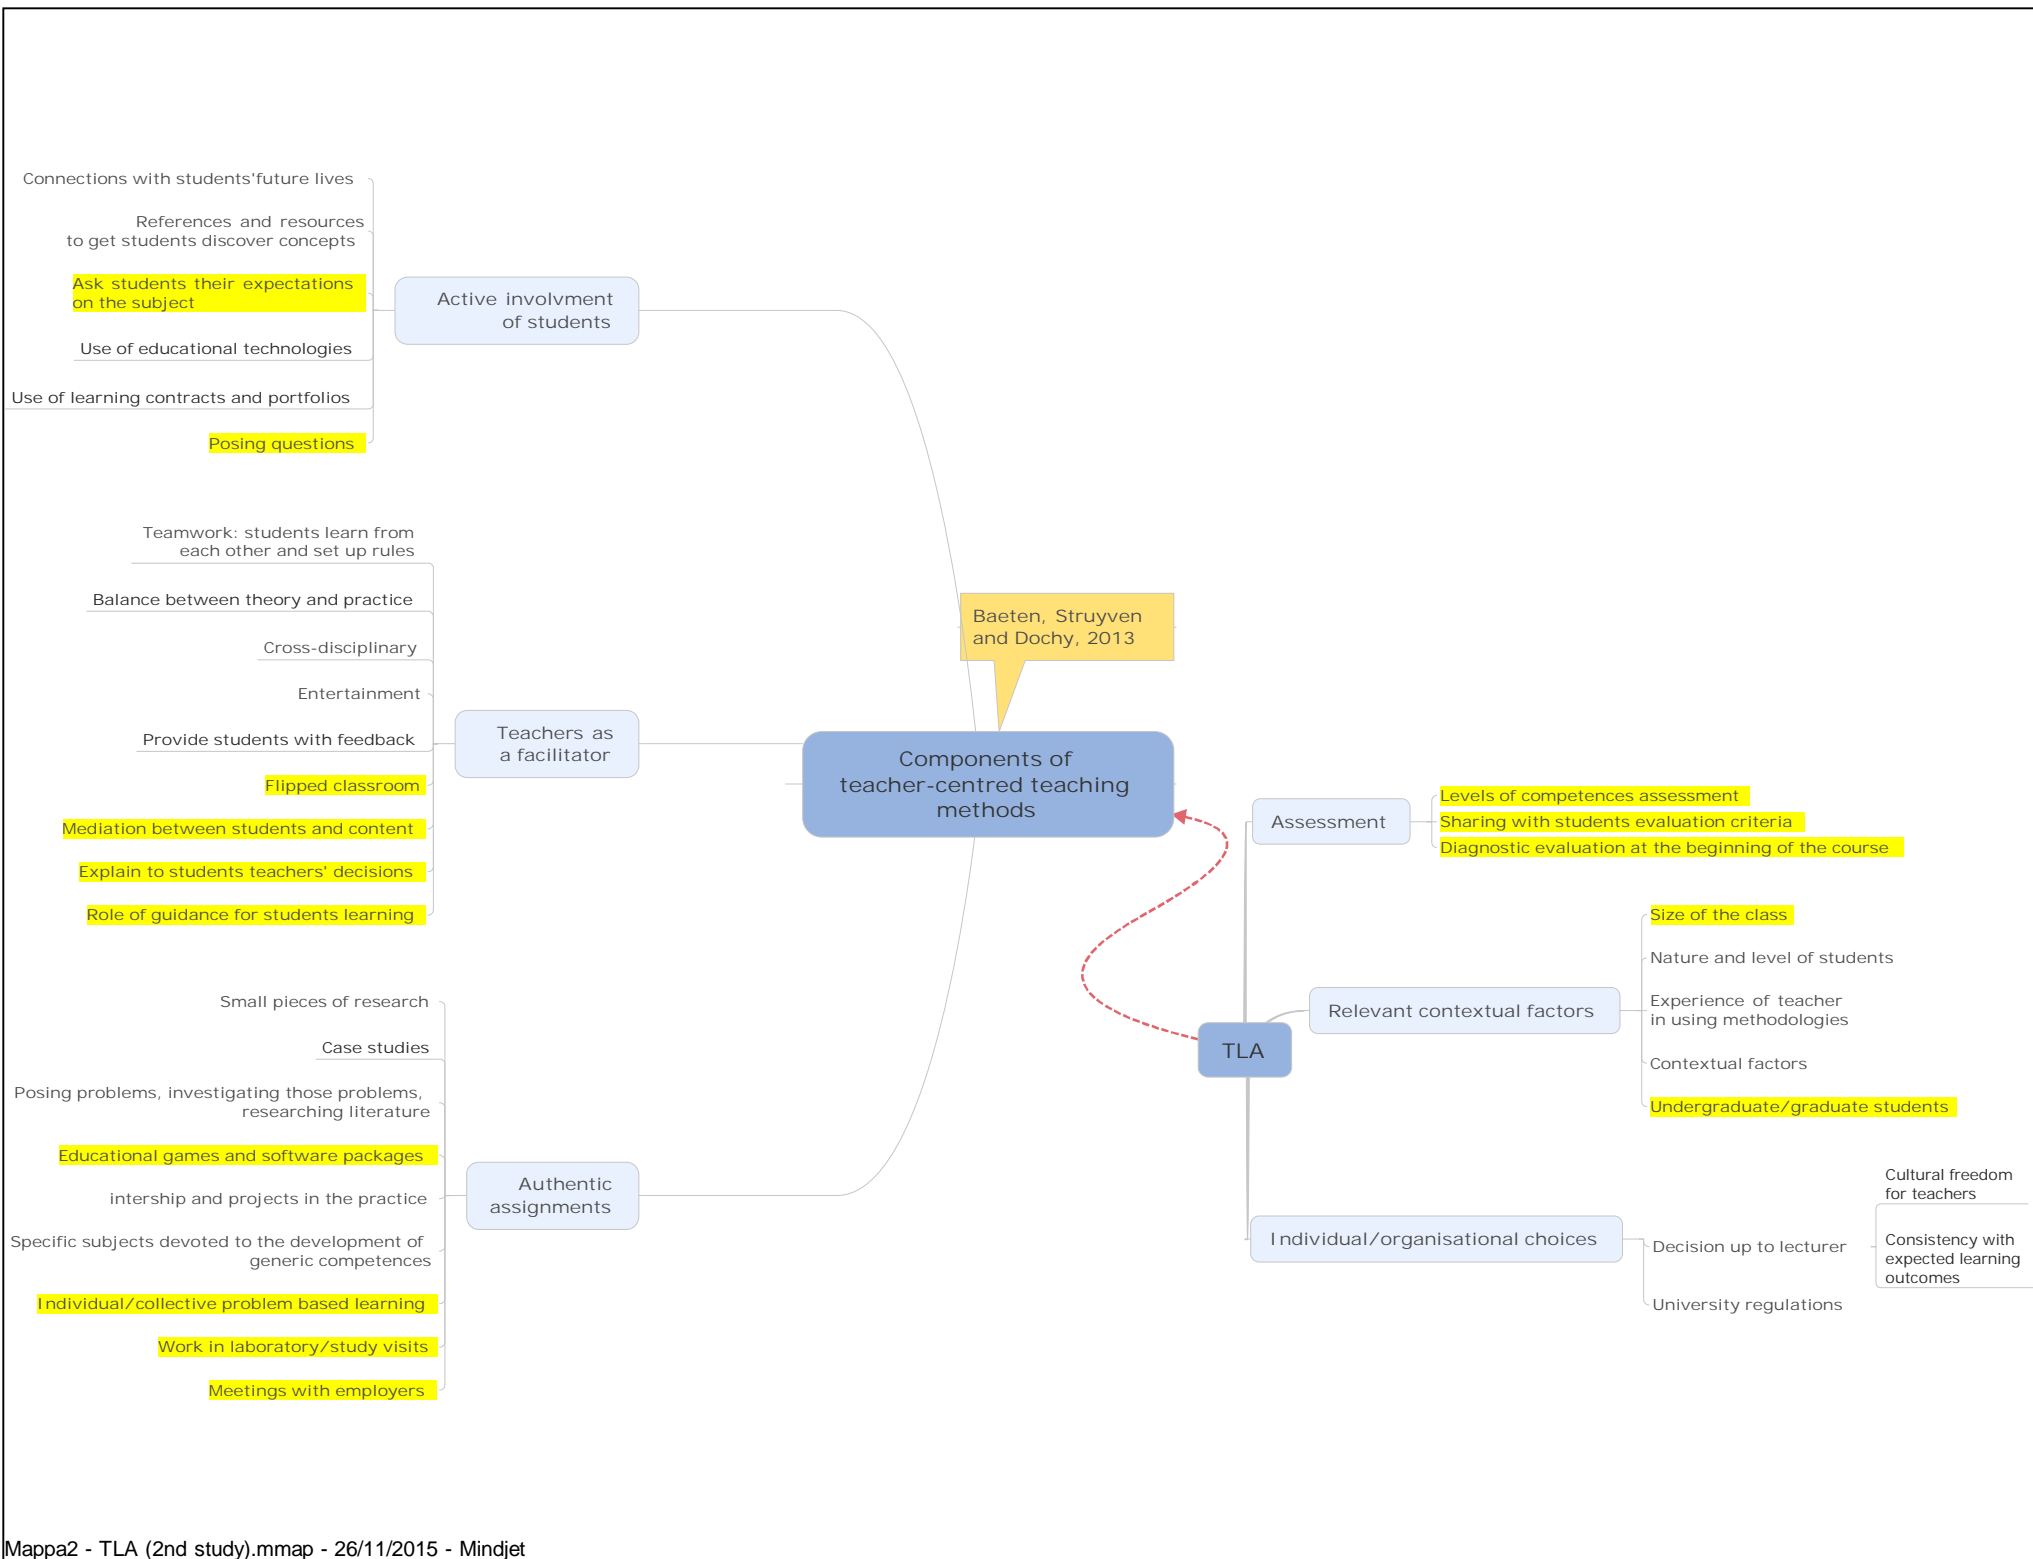 Connections with students'future lives
References and resources
to get students discover concepts
Ask students their expectations
on the subject
Use of educational technologies
Use of learning contracts and portfolios
Posing questions
Active involvment
of students
Teamwork: students learn from
each other and set up rules
Balance between theory and practice
Cross-disciplinary
Entertainment
Provide students with feedback
Flipped classroom
Mediation between students and content
Explain to students teachers' decisions
Role of guidance for students learning
Teachers as
a facilitator
Small pieces of research
Case studies
Posing problems, investigating those problems,
researching literature
Educational games and software packages
intership and projects in the practice
Specific subjects devoted to the development of
generic competences
Individual/collective problem based learning
Work in laboratory/study visits
Meetings with employers
Authentic
assignments
Baeten, Struyven
and Dochy, 2013
Components of
teacher-centred teaching
methods
TLA
Assessment
Levels of competences assessment
Sharing with students evaluation criteria
Diagnostic evaluation at the beginning of the course
Relevant contextual factors
Size of the class
Nature and level of students
Experience of teacher
in using methodologies
Contextual factors
Undergraduate/graduate students
Individual/organisational choices
Decision up to lecturer
Cultural freedom
for teachers
Consistency with
expected learning
outcomes
University regulations
Mappa2 - TLA (2nd study).mmap - 26/11/2015 - Mindjet